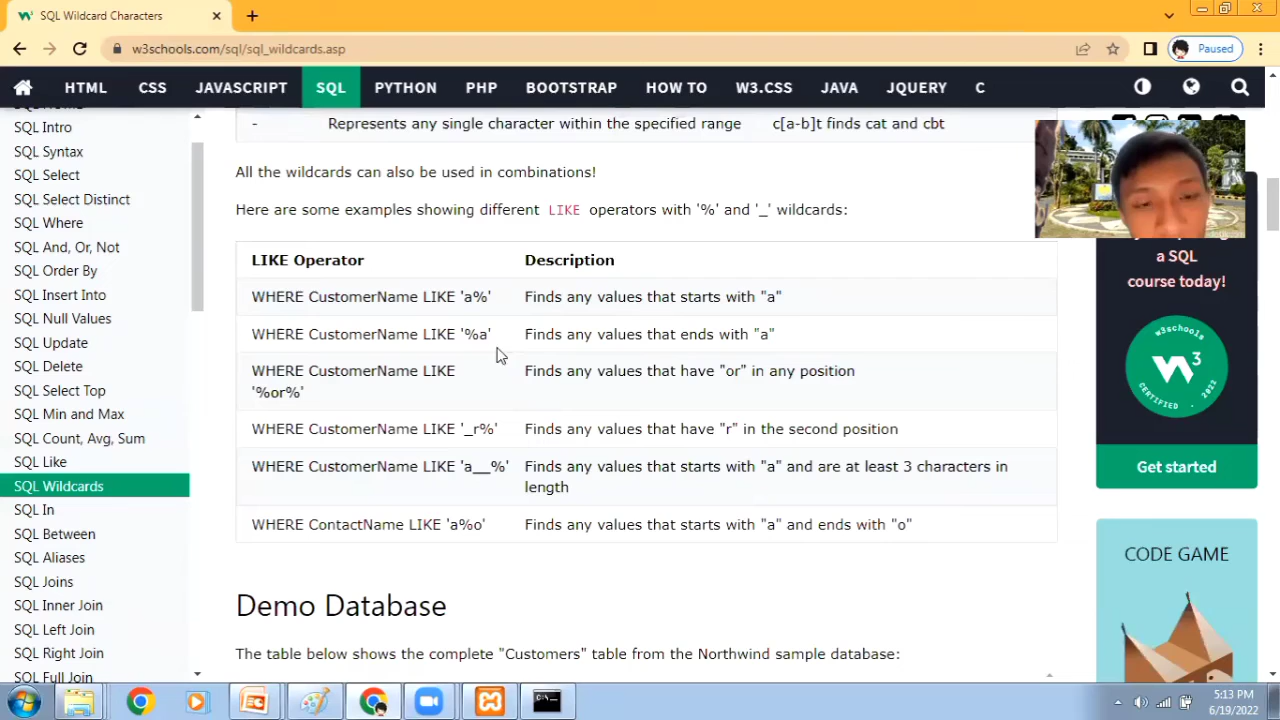 SQL Wildcard Characters
w3schools.com/sql/sql_wildcards.asp
Paused
HTML CSS JAVASCRIPT SQL PYTHON PHP BOOTSTRAP HOW TO W3.CSS JAVA JQUERY C
SQL Intro
SQL Syntax
SQL Select
SQL Select Distinct
SQL Where
SQL And, Or, Not
SQL Order By
SQL Insert Into
SQL Null Values
SQL Update
SQL Delete
SQL Select Top
SQL Min and Max
SQL Count, Avg, Sum
SQL Like
SQL Wildcards
SQL In
SQL Between
SQL Aliases
SQL Joins
SQL Inner Join
SQL Left Join
SQL Right Join
SQL Full Join
- Represents any single character within the specified range c[a-b]t finds cat and cbt
All the wildcards can also be used in combinations!
Here are some examples showing different LIKE operators with '%' and '_' wildcards:
LIKE Operator Description
WHERE CustomerName LIKE 'a%' Finds any values that starts with "a"
WHERE CustomerName LIKE '%a' Finds any values that ends with "a"
WHERE CustomerName LIKE Finds any values that have "or" in any position
'%or%'
WHERE CustomerName LIKE '_r%' Finds any values that have "r" in the second position
WHERE CustomerName LIKE 'a__%' Finds any values that starts with "a" and are at least 3 characters in
length
WHERE ContactName LIKE 'a%o' Finds any values that starts with "a" and ends with "o"
Demo Database
The table below shows the complete "Customers" table from the Northwind sample database:
a SQL
course today!
w3schools
W3
CERTIFIED . 2022
Get started
CODE GAME
5:13 PM
6/19/2022